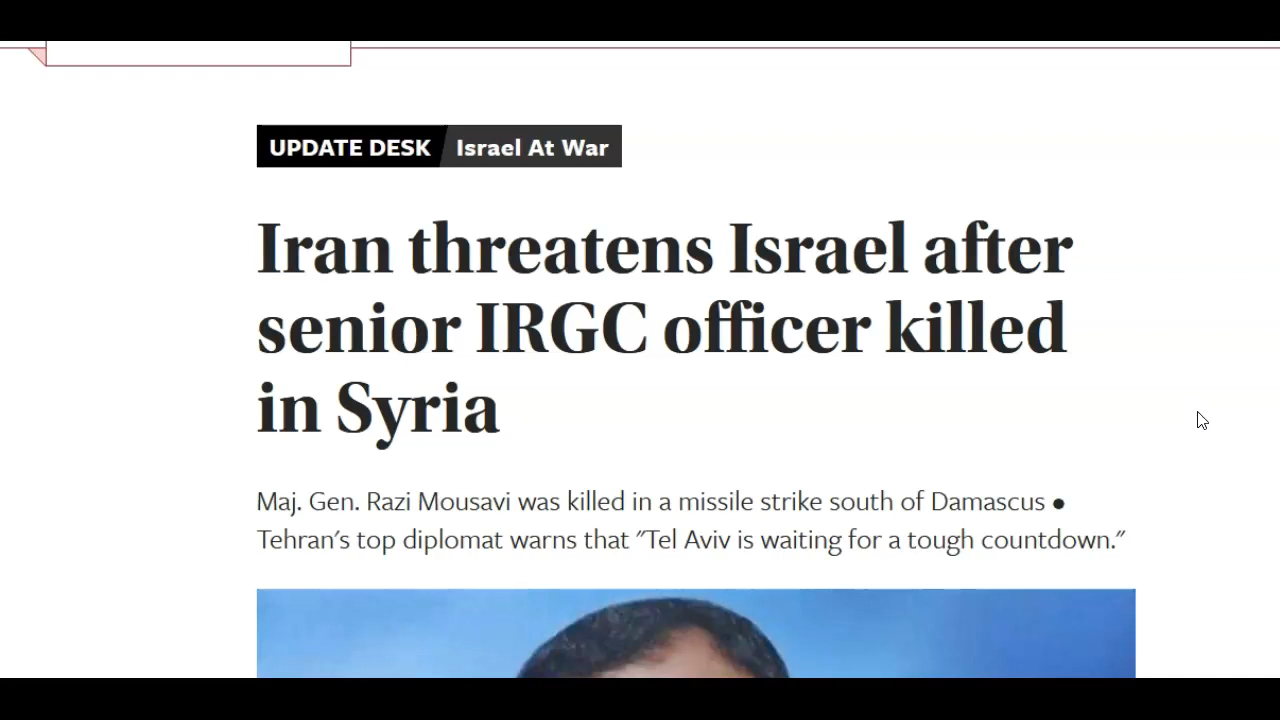 UPDATE DESK Israel At War
Iran threatens Israel after
senior IRGC officer killed
in Syria
Maj. Gen. Razi Mousavi was killed in a missile strike south of Damascus ●
Tehran's top diplomat warns that "Tel Aviv is waiting for a tough countdown."